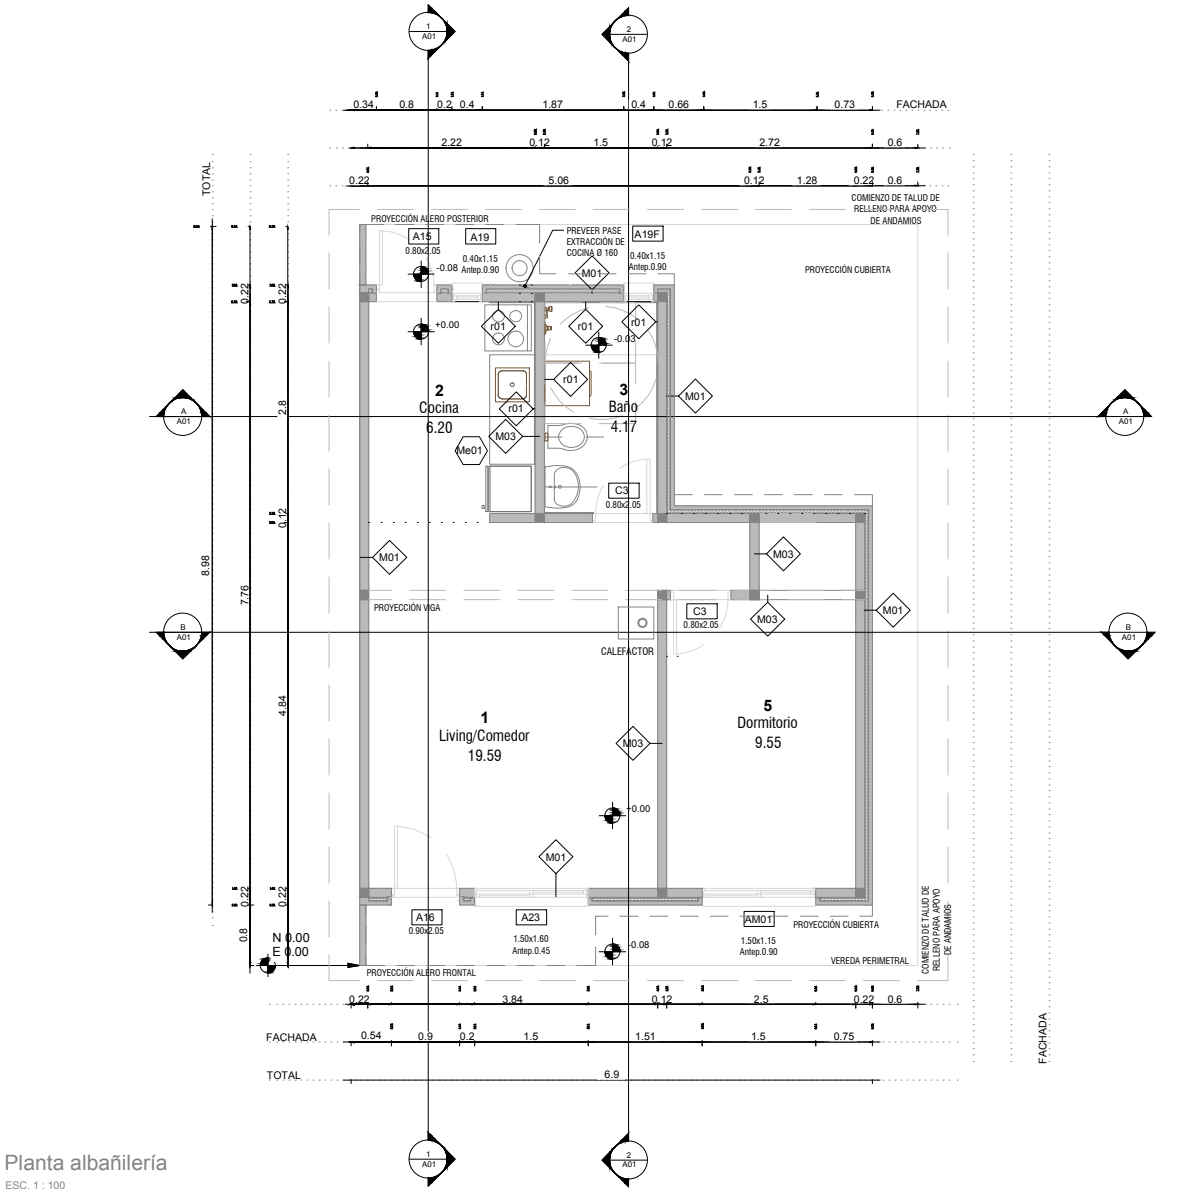 1
A01
2
A01
0.34 0.8 0.2 0.4 1.87 0.4 0.66 1.5 0.73 FACHADA
2.22 0.12 1.5 0.12 2.72 0.6
0.22 5.06 0.12 1.28 0.22 0.6
TOTAL
COMIENZO DE TALUD DE
RELLENO PARA APOYO
DE ANDAMIOS
PROYECCIÓN ALERO POSTERIOR
A15
0.80x2.05
A19
0.40x1.15
Antep.0.90
PREVEER PASE
EXTRACCIÓN DE
COCINA Ø 160
A19F
0.40x1.15
Antep.0.90
PROYECCIÓN CUBIERTA
-0.08
M01
0.22
0.22
+0.00
r01
r01
r01
-0.03
r01
2
Cocina
6.20
r01
3
Baño
4.17
M01
A
A01
A
A01
2.8
M03
Me01
C3
0.80x2.05
0.12
8.98
7.76
M01
M03
PROYECCIÓN VIGA
C3
0.80x2.05
M03
M01
B
A01
B
A01
CALEFACTOR
4.84
1
Living/Comedor
19.59
5
Dormitorio
9.55
M03
+0.00
M01
0.22
0.22
A16
0.90x2.05
A23
1.50x1.60
Antep.0.45
AM01
1.50x1.15
Antep.0.90
PROYECCIÓN CUBIERTA
COMIENZO DE TALUD DE
RELLENO PARA APOYO
DE ANDAMIOS
0.8
N 0.00
E 0.00
-0.08
VEREDA PERIMETRAL
PROYECCIÓN ALERO FRONTAL
0.22 3.84 0.12 2.5 0.22 0.6
FACHADA 0.54 0.9 0.2 1.5 1.51 1.5 0.75
FACHADA
TOTAL 6.9
1
A01
2
A01
Planta albañilería
ESC. 1 : 100